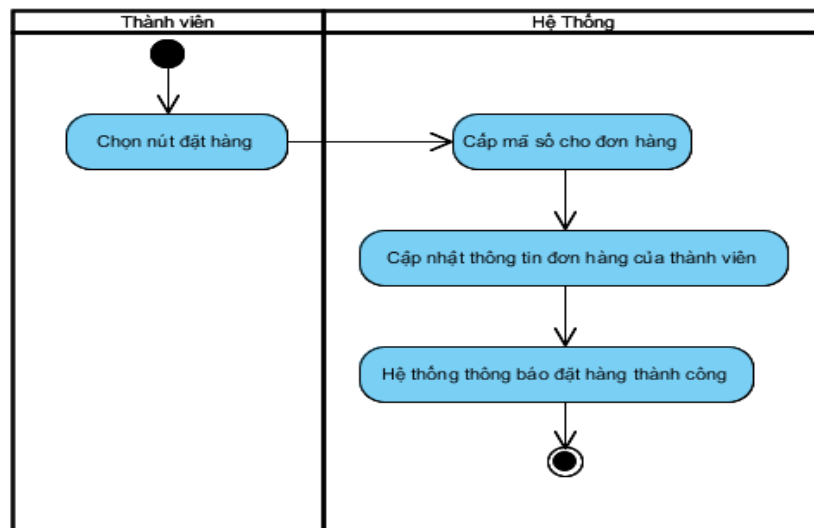 Thành viên
Hệ Thống
Chọn nút đặt hàng
Cấp mã số cho đơn hàng
Cập nhật thông tin đơn hàng của thành viên
Hệ thống thông báo đặt hàng thành công